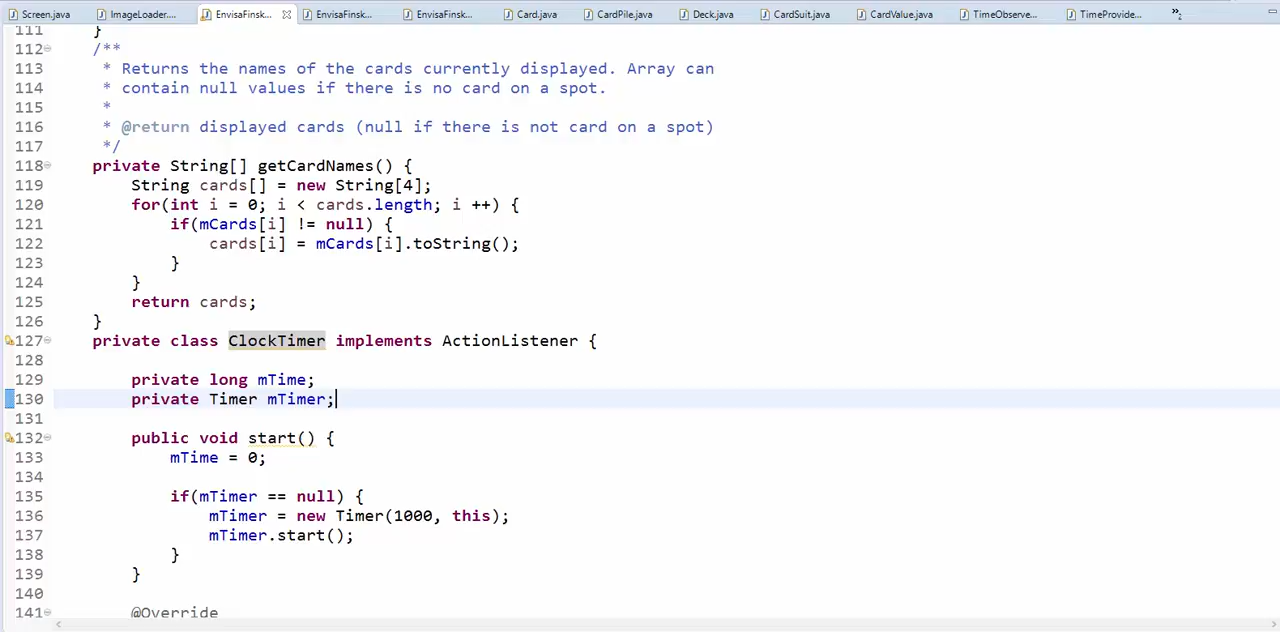 Screen.java ImageLoader.... EnvisaFinsk... EnvisaFinsk... EnvisaFinsk... Card.java CardPile.java Deck.java CardSuit.java CardValue.java TimeObserve... TimeProvide... »2
111 }
112 /**
113 * Returns the names of the cards currently displayed. Array can
114 * contain null values if there is no card on a spot.
115 *
116 * @return displayed cards (null if there is not card on a spot)
117 */
118 private String[] getCardNames() {
119 String cards[] = new String[4];
120 for(int i = 0; i < cards.length; i ++) {
121 if(mCards[i] != null) {
122 cards[i] = mCards[i].toString();
123 }
124 }
125 return cards;
126 }
127 private class ClockTimer implements ActionListener {
128
129 private long mTime;
130 private Timer mTimer;
131
132 public void start() {
133 mTime = 0;
134
135 if(mTimer == null) {
136 mTimer = new Timer(1000, this);
137 mTimer.start();
138 }
139 }
140
141 @Override